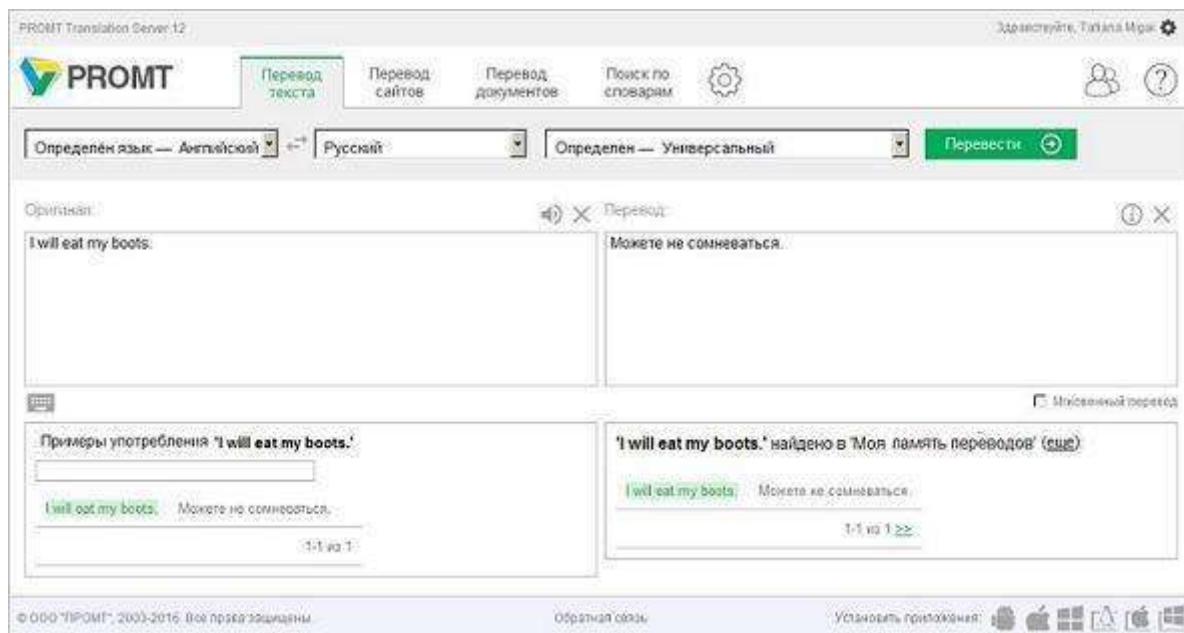 PROMT Translation Server 12
Здравствуйте, Tatiana
PROMT
Перевод текста
Перевод сайтов
Перевод документов
Поиск по словарям
Определён язык — Английский
Русский
Определен — Универсальный
Перевести
Оригинал:
Перевод:
I will eat my boots.
Можете не сомневаться.
Мгновенный перевод
Примеры употребления "I will eat my boots."
I will eat my boots. Можете не сомневаться.
1-1 из 1
"I will eat my boots." найдено в 'Моя память переводов' (еще)
I will eat my boots. Можете не сомневаться.
1-1 из 1 >>
© ООО "ПРОМТ", 2003-2016. Все права защищены.
Обратная связь
Установить приложения: